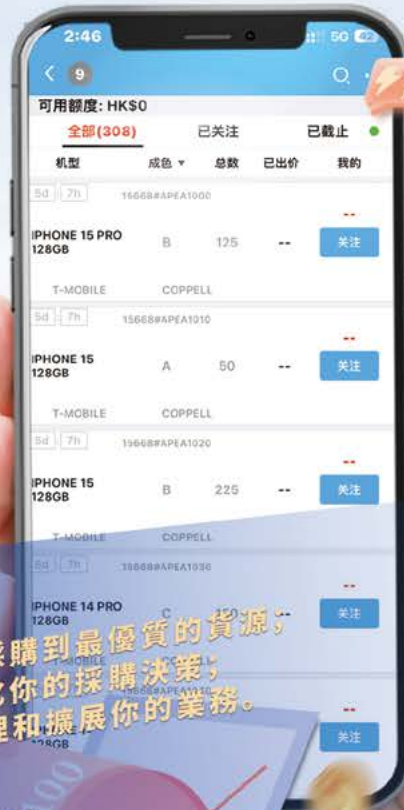 2:46
5G 42
9
可用额度: HK$0
全部(308) 已关注 已截止
机型 成色 总数 已出价 我的
5d 7h 15668#APEA1000
--
IPHONE 15 PRO
128GB B 125 -- 关注
T-MOBILE COPPELL
5d 7h 15668#APEA1010
--
IPHONE 15
128GB A 50 -- 关注
T-MOBILE COPPELL
5d 7h 15668#APEA1020
--
IPHONE 15
128GB B 225 -- 关注
T-MOBILE COPPELL
5d 7h 15668#APEA1030
--
IPHONE 14 PRO
128GB C 150 -- 关注
採購到最優質的貨源；
你的採購決策；
和擴展你的業務。
--
128GB 关注